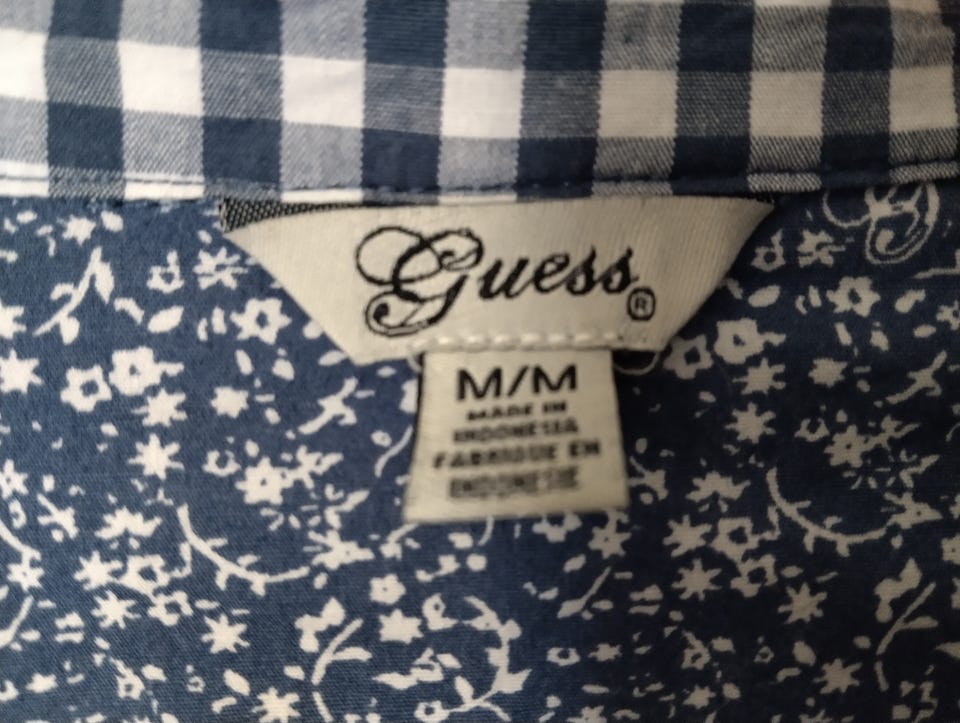 Guess®
M/M
MADE IN
INDONESIA
FABRIQUE EN
INDONESIE